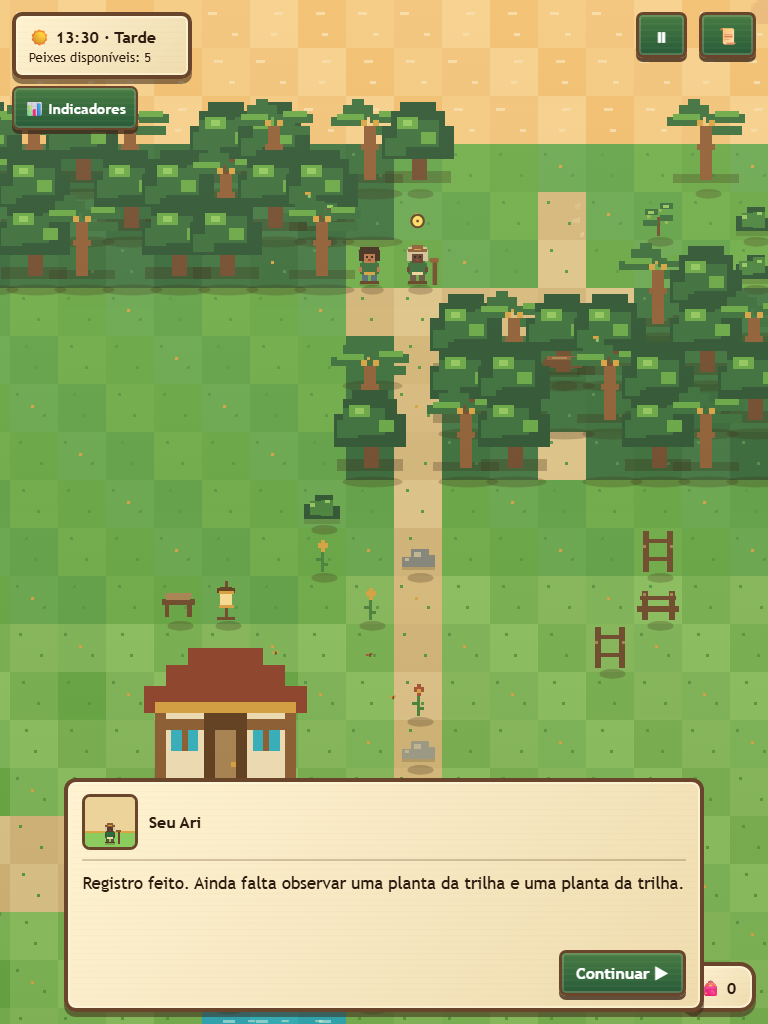 13:30 · Tarde
Peixes disponíveis: 5
Indicadores
Seu Ari
Registro feito. Ainda falta observar uma planta da trilha e uma planta da trilha.
Continuar ▶
0